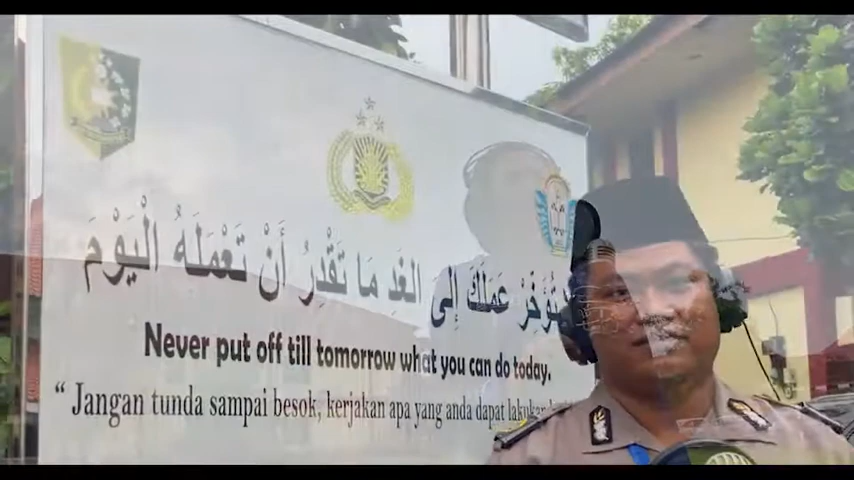 لَا تُؤَخِّرْ عَمَلَكَ إِلَى الْغَدِ مَا تَقْدِرُ أَنْ تَعْمَلَهُ الْيَوْمَ
Never put off till tomorrow what you can do today.
“Jangan tunda sampai besok, kerjakan apa yang anda dapat lakukan